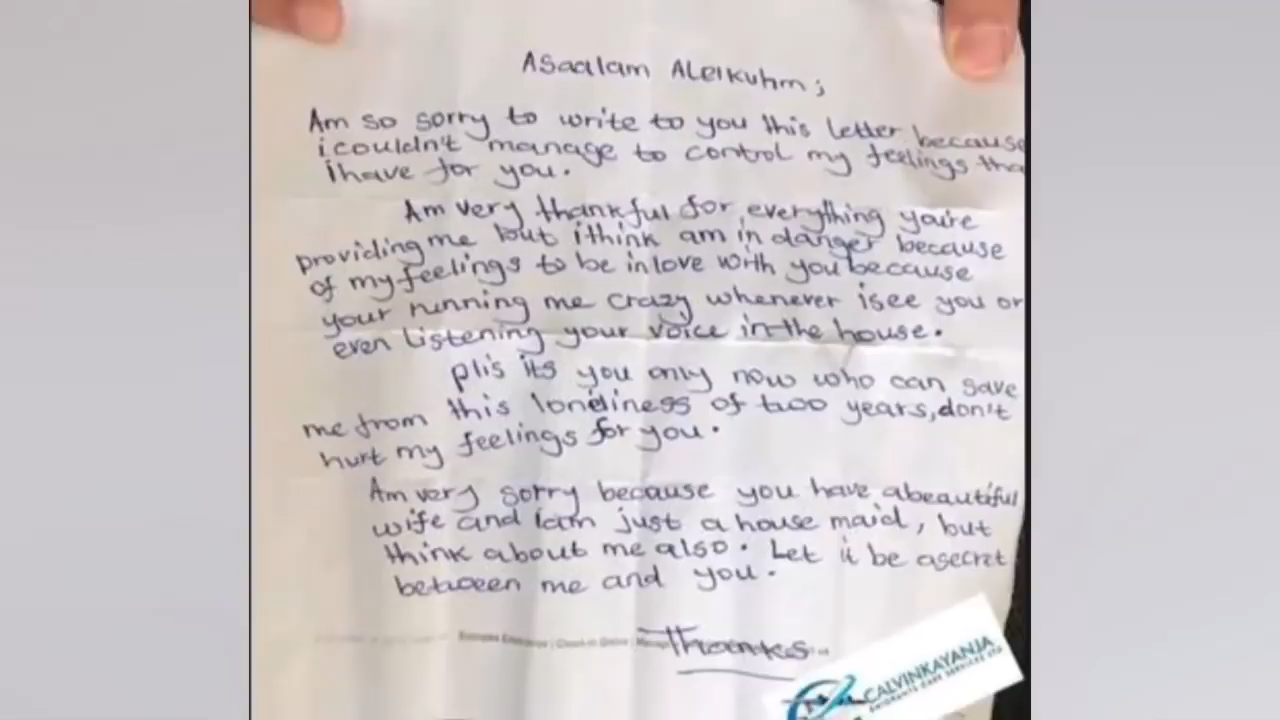 Asaalam Aleikuhm;
Am so sorry to write to you this letter because
i couldn't manage to control my feelings tha
i have for you.
Am very thankful for everything you're
providing me but i think am in danger because
of my feelings to be in love with you because
your running me crazy whenever i see you or
even listening your voice in the house.
plis its you only now who can save
me from this loneliness of two years, don't
hurt my feelings for you.
Am very sorry because you have a beautiful
wife and I am just a house maid, but
think about me also. Let it be a secret
between me and you.
Thanks
CALVINKAYANJA
EMIGRANTS CARE SERVICES LTD